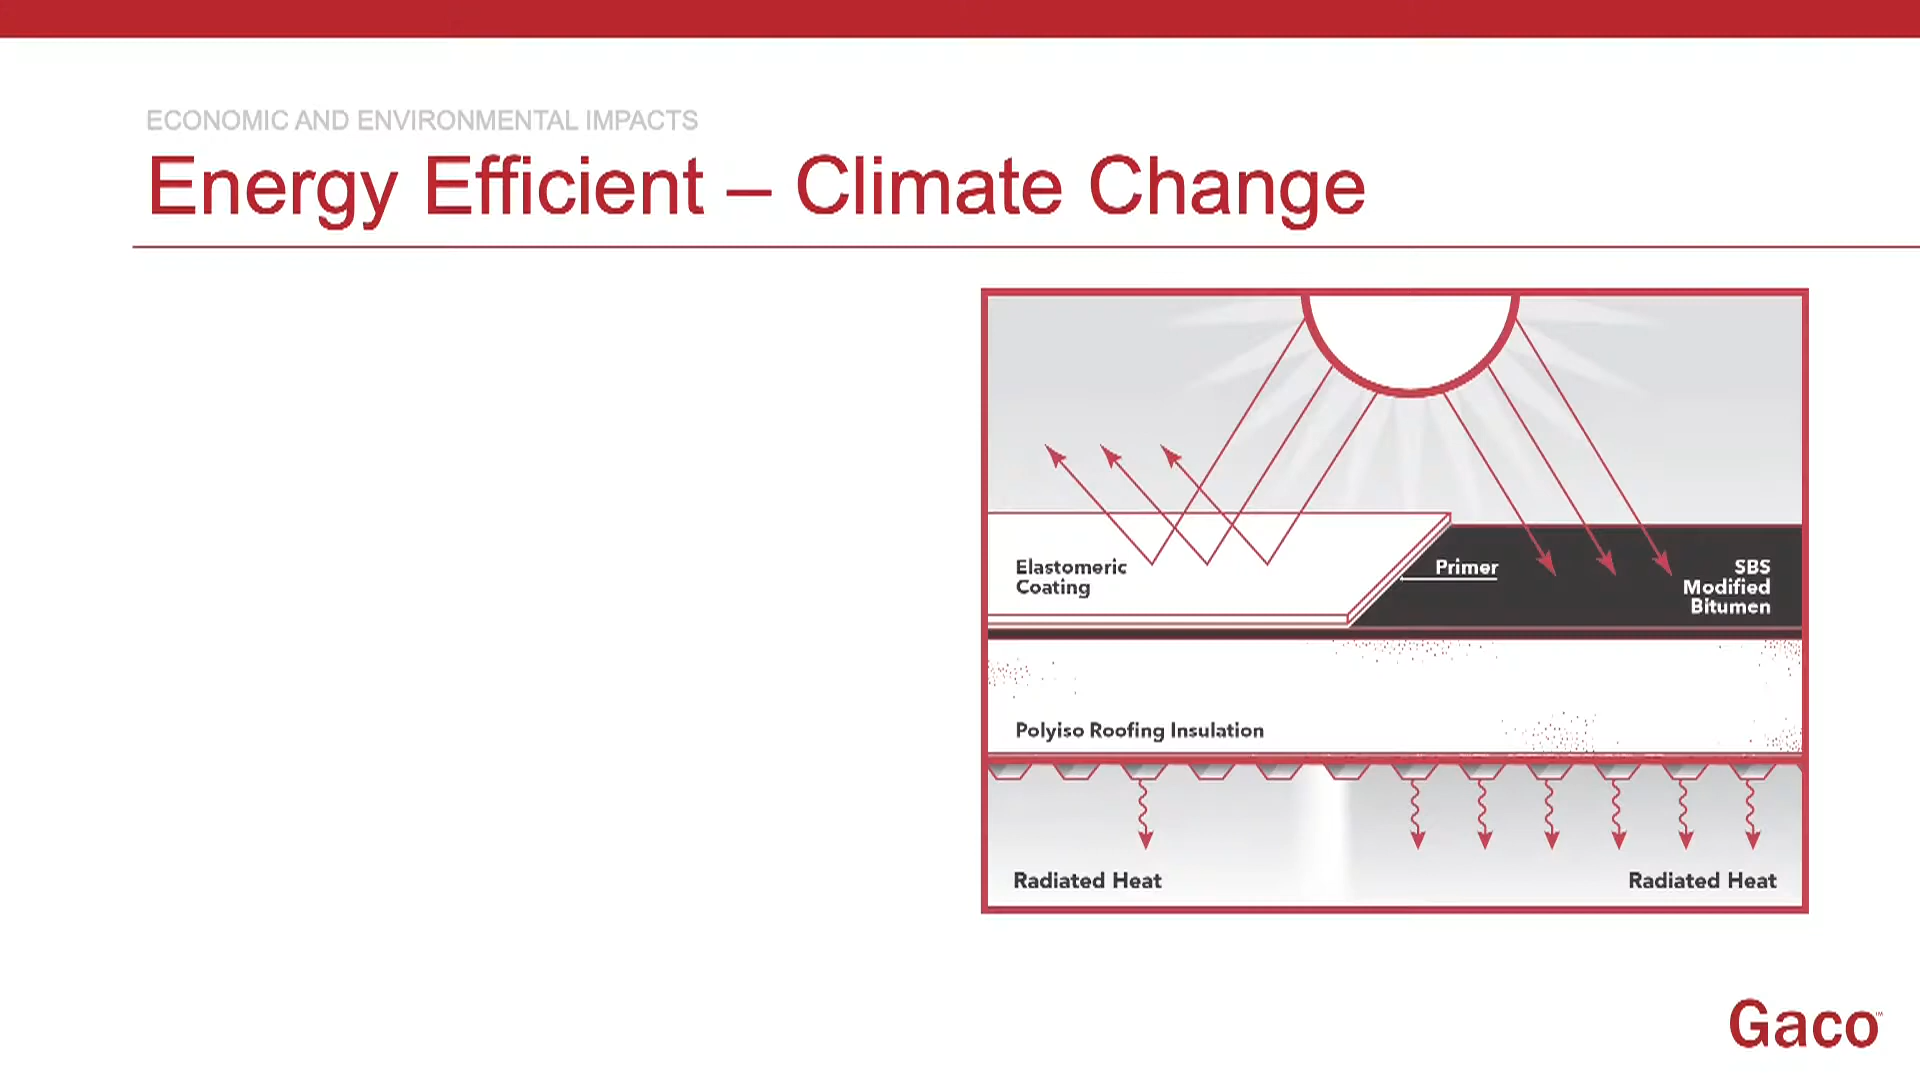 ECONOMIC AND ENVIRONMENTAL IMPACTS
Energy Efficient – Climate Change
Elastomeric
Coating
Primer
SBS
Modified
Bitumen
Polyiso Roofing Insulation
Radiated Heat
Radiated Heat
Gaco™